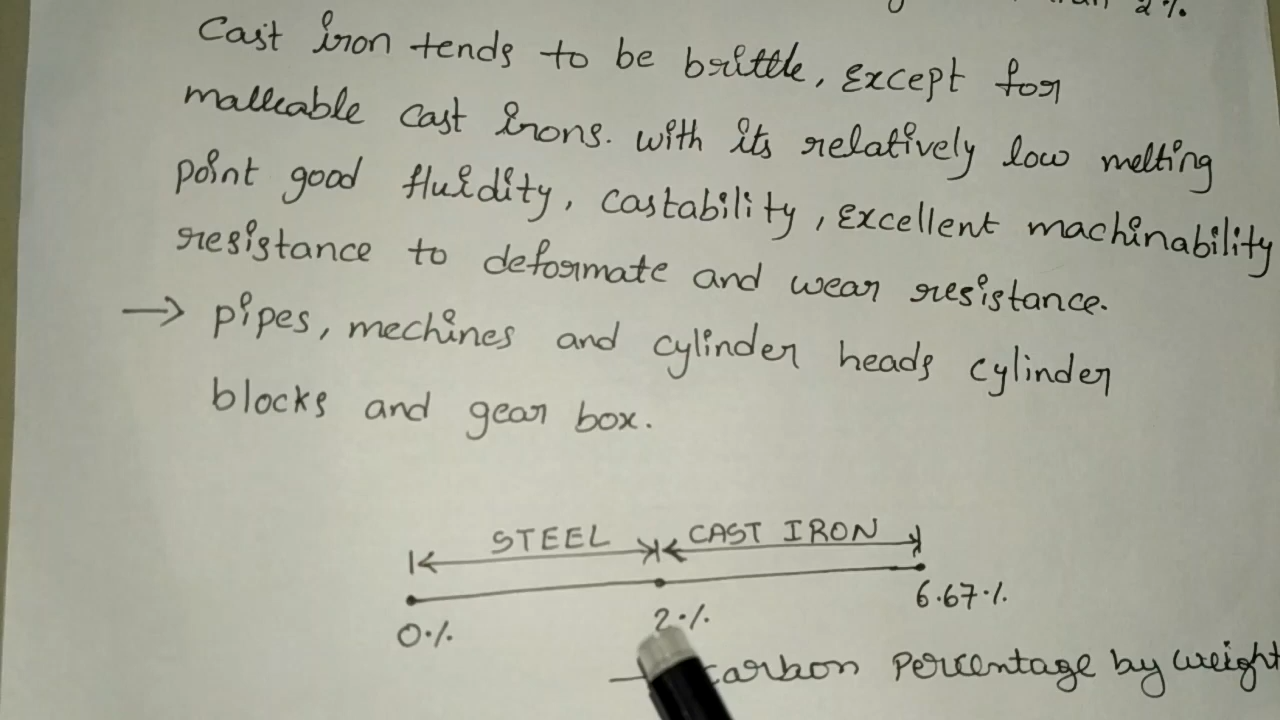 2%
Cast iron tends to be brittle, except for
malleable cast irons. with its relatively low melting
point good fluidity, castability, excellent machinability
resistance to deformate and wear resistance.
→ pipes, mechines and cylinder heads cylinder
blocks and gear box.
STEEL CAST IRON
0% 2% 6.67%
carbon percentage by weight